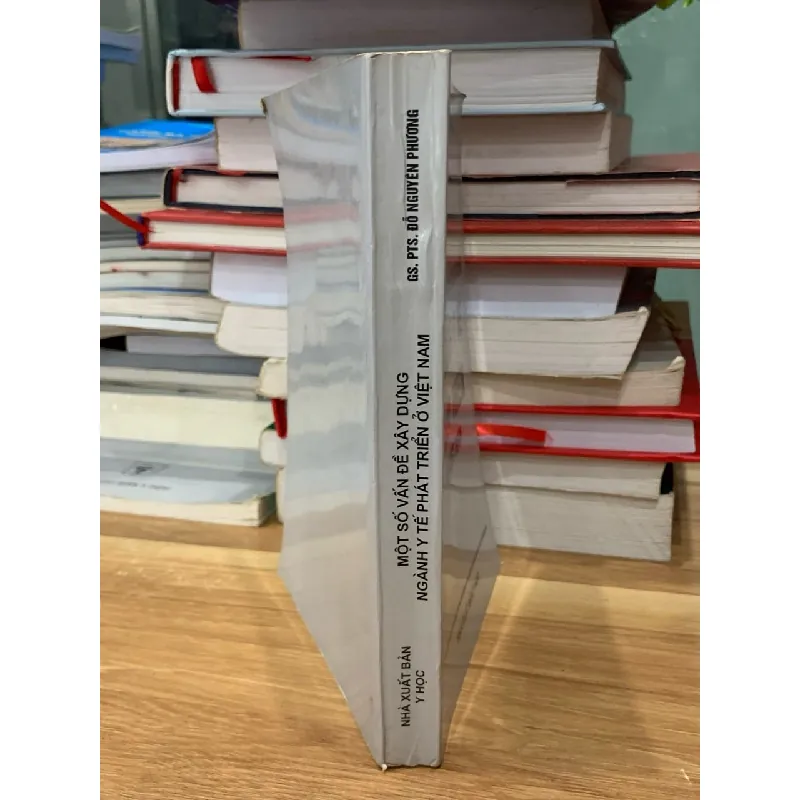 GS. PTS. ĐỖ NGUYÊN PHƯƠNG
MỘT SỐ VẤN ĐỀ XÂY DỰNG
NGÀNH Y TẾ PHÁT TRIỂN Ở VIỆT NAM
NHÀ XUẤT BẢN
Y HỌC